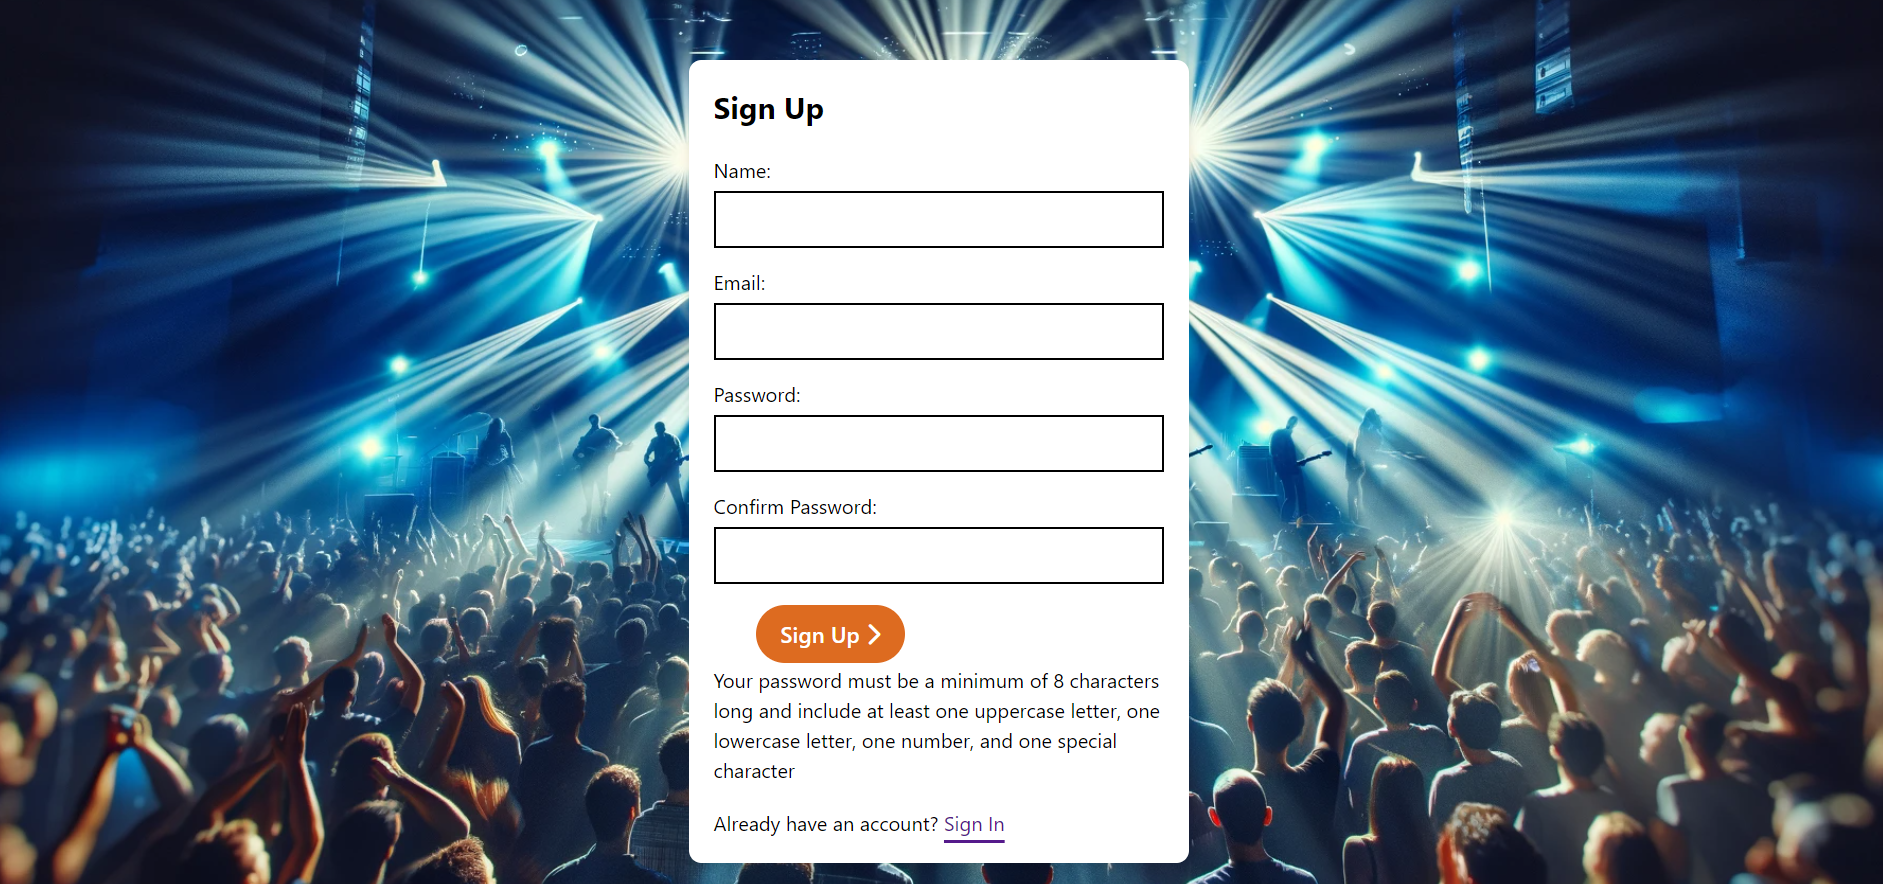 Sign Up
Name:
Email:
Password:
Confirm Password:
Sign Up
Your password must be a minimum of 8 characters
long and include at least one uppercase letter, one
lowercase letter, one number, and one special
character
Already have an account? Sign In